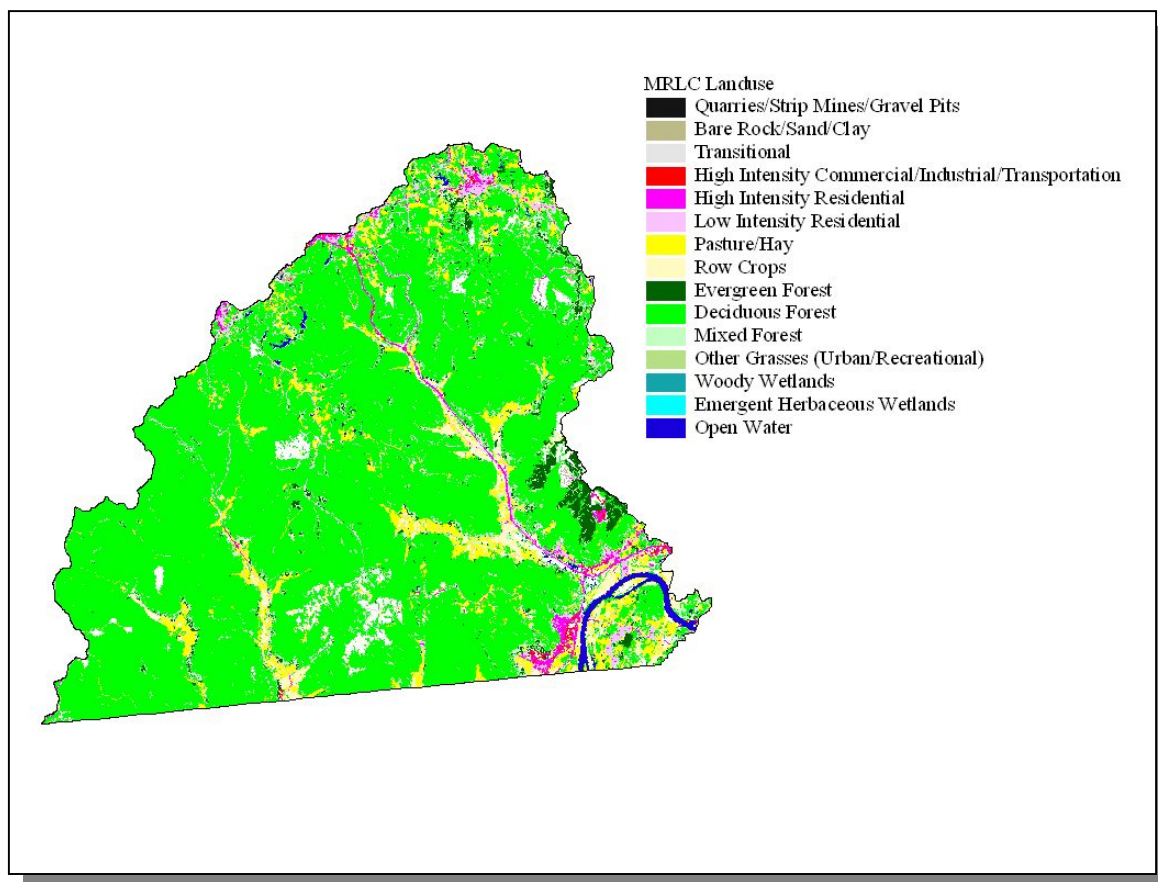 MRLC Landuse
Quarries/Strip Mines/Gravel Pits
Bare Rock/Sand/Clay
Transitional
High Intensity Commercial/Industrial/Transportation
High Intensity Residential
Low Intensity Residential
Pasture/Hay
Row Crops
Evergreen Forest
Deciduous Forest
Mixed Forest
Other Grasses (Urban/Recreational)
Woody Wetlands
Emergent Herbaceous Wetlands
Open Water